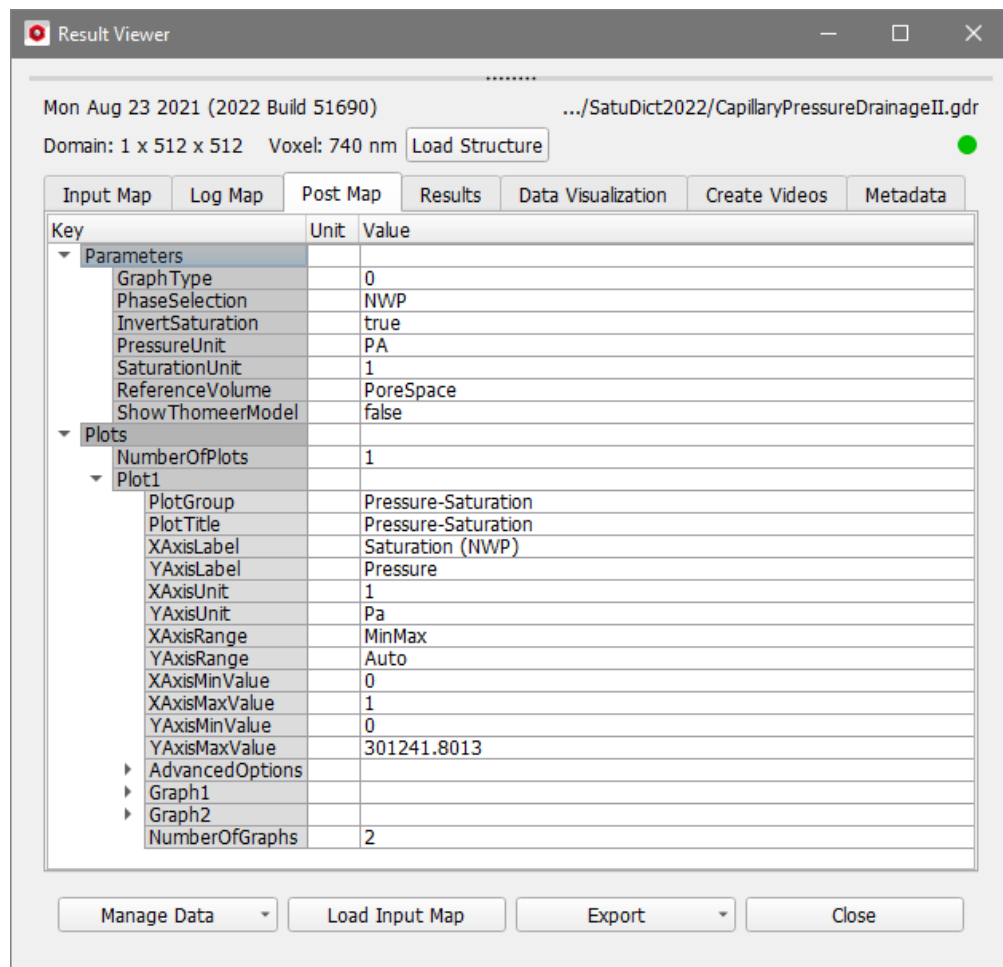 Result Viewer
Mon Aug 23 2021 (2022 Build 51690) .../SatuDict2022/CapillaryPressureDrainageII.gdr
Domain: 1 x 512 x 512 Voxel: 740 nm Load Structure
Input Map Log Map Post Map Results Data Visualization Create Videos Metadata
Key Unit Value
Parameters
GraphType 0
PhaseSelection NWP
InvertSaturation true
PressureUnit PA
SaturationUnit 1
ReferenceVolume PoreSpace
ShowThomeerModel false
Plots
NumberOfPlots 1
Plot1
PlotGroup Pressure-Saturation
PlotTitle Pressure-Saturation
XAxisLabel Saturation (NWP)
YAxisLabel Pressure
XAxisUnit 1
YAxisUnit Pa
XAxisRange MinMax
YAxisRange Auto
XAxisMinValue 0
XAxisMaxValue 1
YAxisMinValue 0
YAxisMaxValue 301241.8013
AdvancedOptions
Graph1
Graph2
NumberOfGraphs 2
Manage Data Load Input Map Export Close